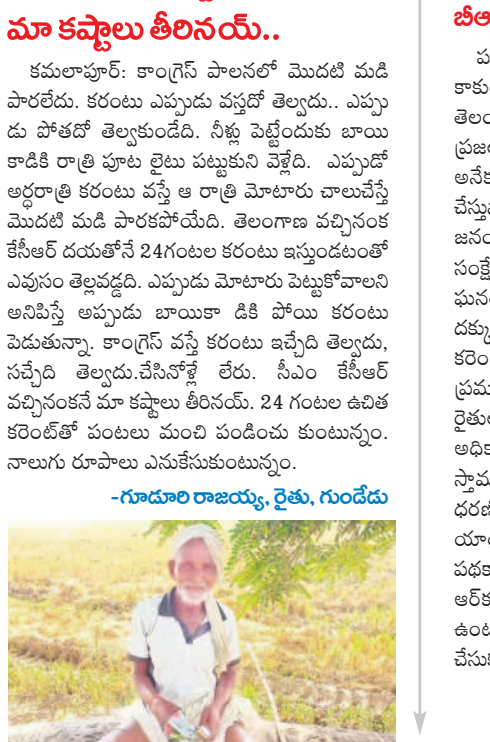 మా కష్టాలు తీరినయ్..
కమలాపూర్: కాంగ్రెస్ పాలనలో మొదటి మడి
పారలేదు. కరంటు ఎప్పుడు వస్తదో తెల్వదు.. ఎప్పు
డు పోతదో తెల్వకుండేది. నీళ్లు పెట్టేందుకు బాయి
కాడికి రాత్రి పూట లైటు పట్టుకుని వెళ్లేది. ఎప్పుడో
అర్ధరాత్రి కరంటు వస్తే ఆ రాత్రి మోటారు చాలుచేస్తే
మొదటి మడి పారకపోయేది. తెలంగాణ వచ్చినంక
కేసీఆర్ దయతోనే 24గంటల కరంటు ఇస్తుండటంతో
ఎవుసం తెల్లవడ్డది. ఎప్పుడు మోటారు పెట్టుకోవాలని
అనిపిస్తే అప్పుడు బాయికా డికి పోయి కరంటు
పెడుతున్నా. కాంగ్రెస్ వస్తే కరంటు ఇచ్చేది తెల్వదు,
సచ్చేది తెల్వదు.చేసినోళ్లే లేరు. సీఎం కేసీఆర్
వచ్చినంకనే మా కష్టాలు తీరినయ్. 24 గంటల ఉచిత
కరెంట్‌తో పంటలు మంచి పండించు కుంటున్నం.
నాలుగు రూపాలు ఎనుకేసుకుంటున్నం.
-గూడూరి రాజయ్య, రైతు, గుండేడు
బీఆ
ప
కాకు
తెలం
ప్రజల
అనేక
చేస్తు
జనం
సంక్షే
ఘన
దక్కు
కరెం
ప్రమ
రైతుల
అధిక
స్తామ
ధరణి
యా
పథక
ఆర్‌క
ఉంట
చేసుక